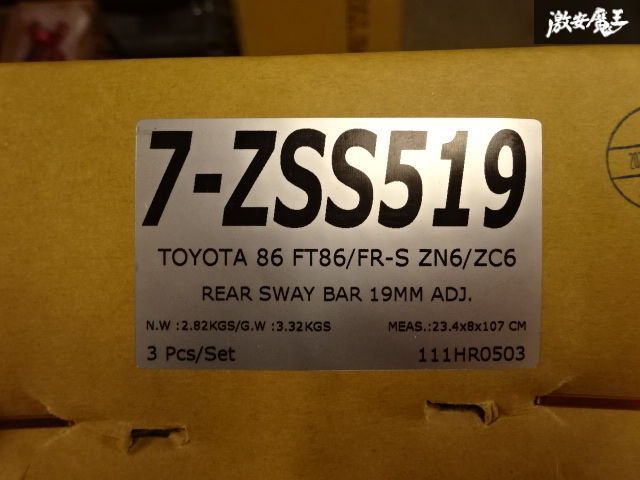 激安魔王
7-ZSS519
TOYOTA 86 FT86/FR-S ZN6/ZC6
REAR SWAY BAR 19MM ADJ.
N.W :2.82KGS/G.W :3.32KGS MEAS.:23.4x8x107 CM
3 Pcs/Set 111HR0503